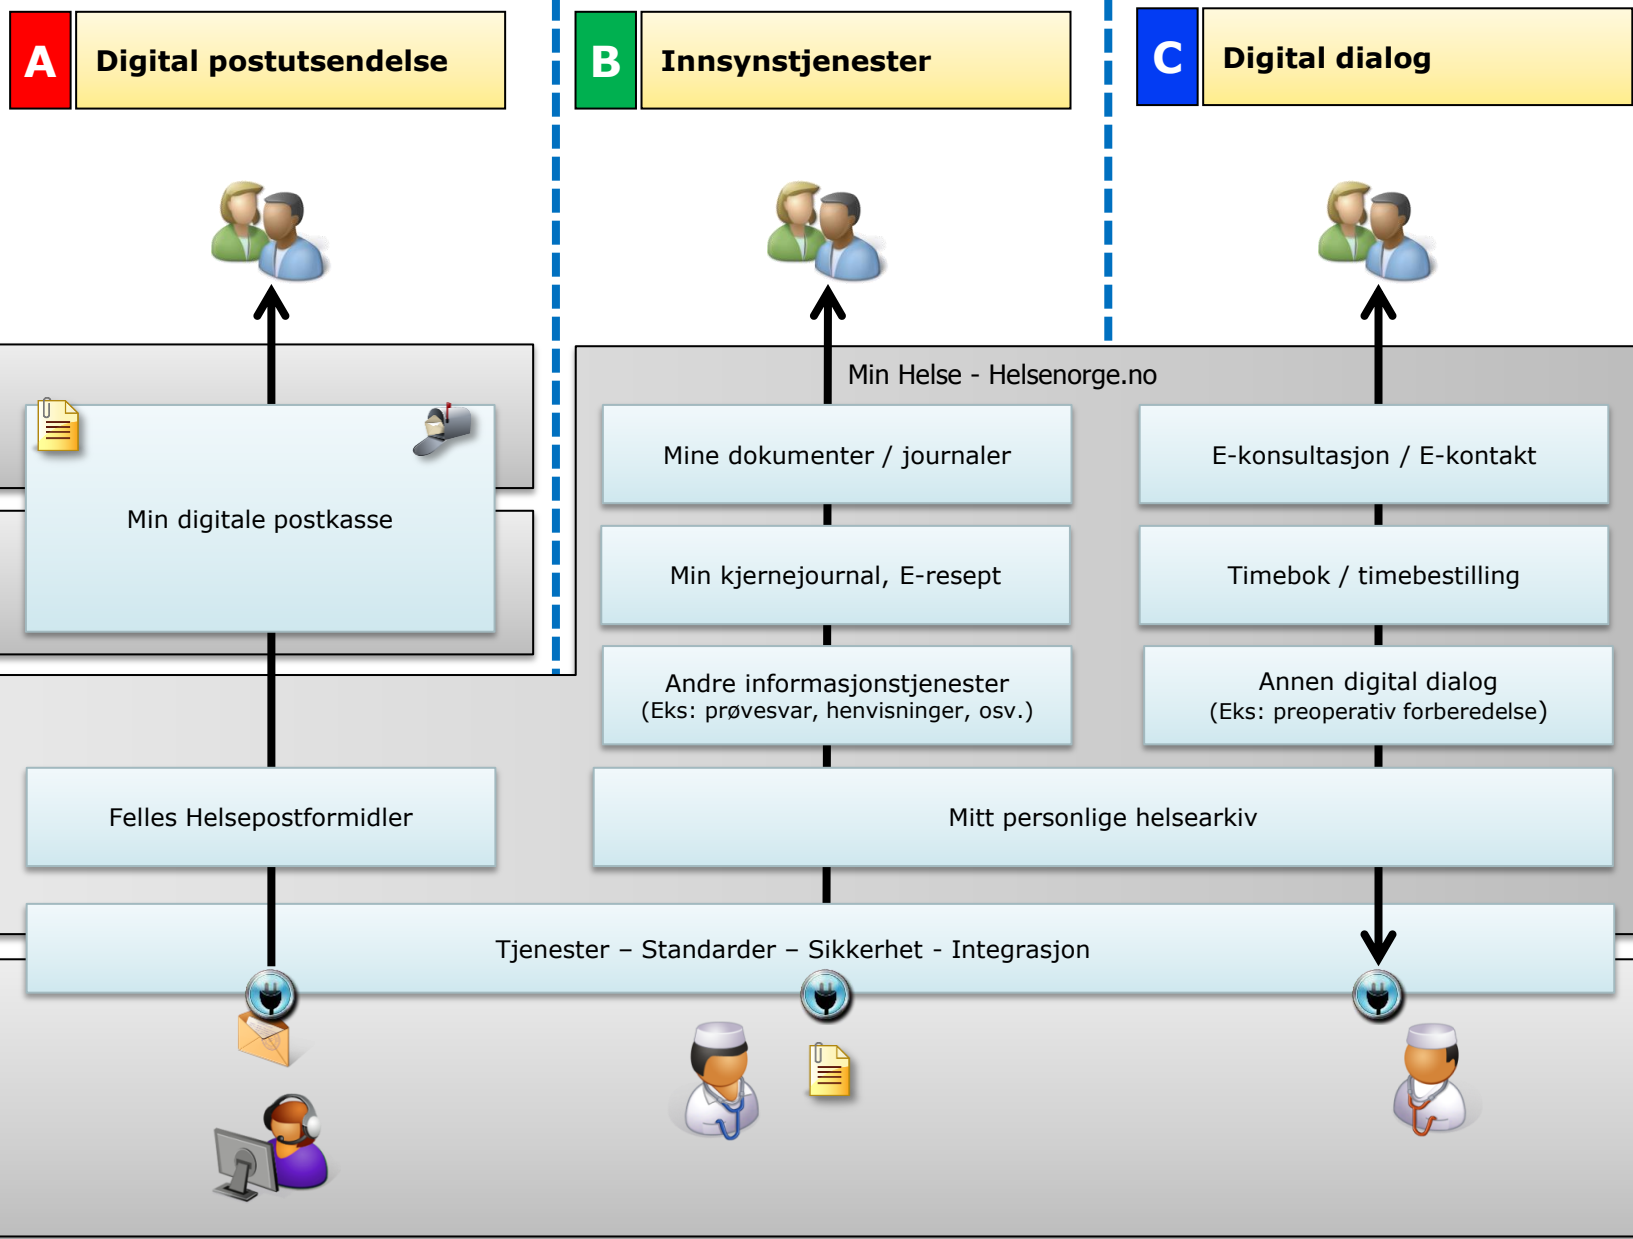 A
Digital postutsendelse
B
Innsynstjenester
C
Digital dialog
Min Helse - Helsenorge.no
Min digitale postkasse
Mine dokumenter / journaler
E-konsultasjon / E-kontakt
Min kjernejournal, E-resept
Timebok / timebestilling
Andre informasjonstjenester
(Eks: prøvesvar, henvisninger, osv.)
Annen digital dialog
(Eks: preoperativ forberedelse)
Felles Helsepostformidler
Mitt personlige helsearkiv
Tjenester – Standarder – Sikkerhet - Integrasjon